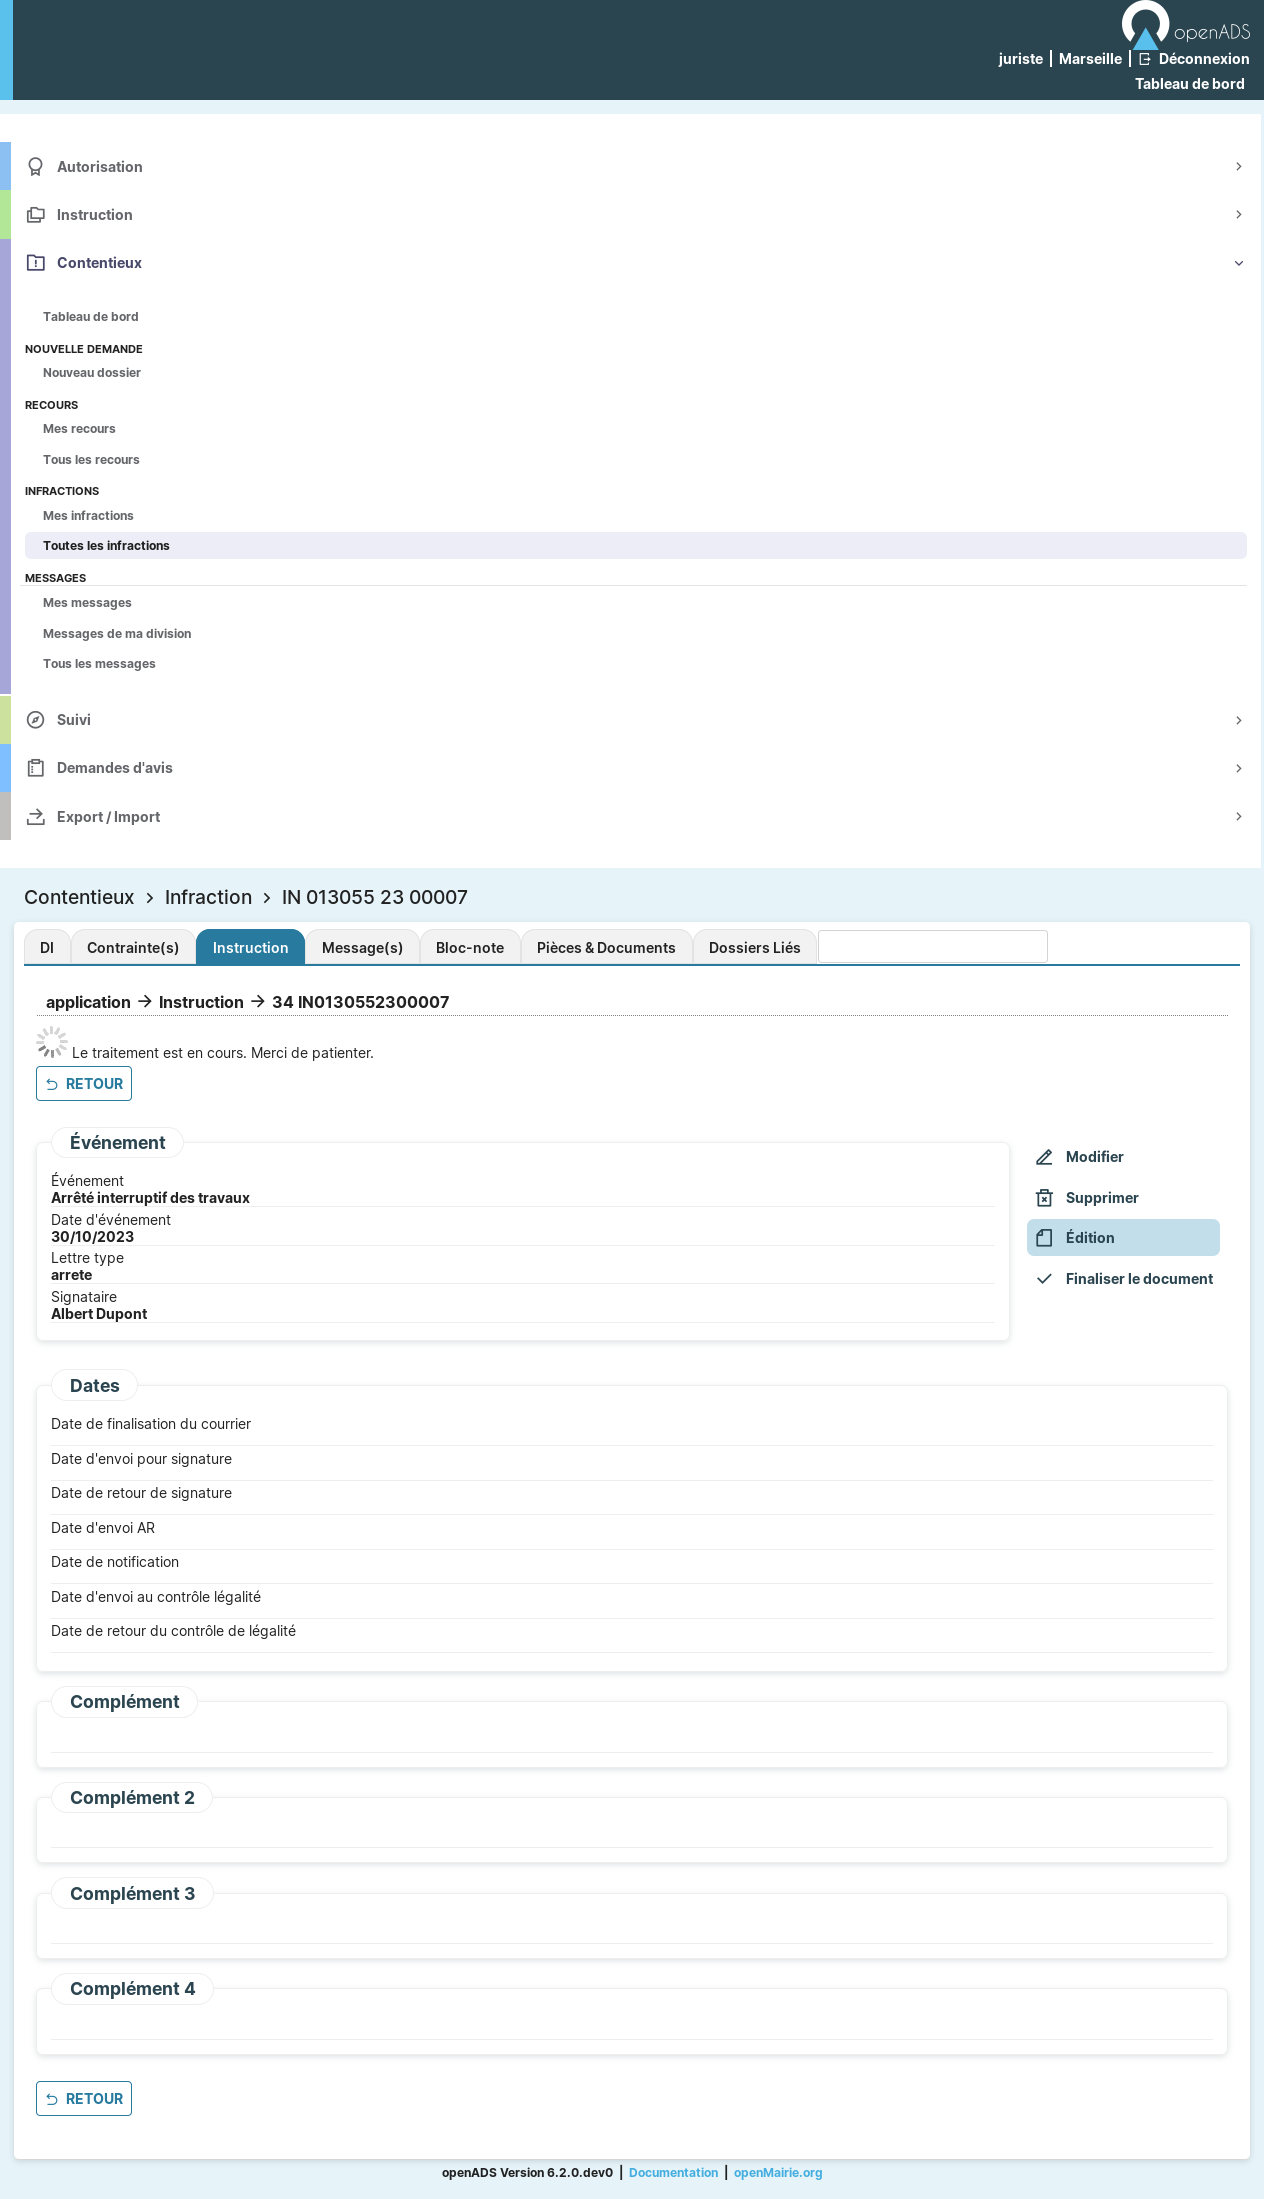 openADS
juriste | Marseille | Déconnexion
Tableau de bord
Autorisation
Instruction
Contentieux
Tableau de bord
NOUVELLE DEMANDE
Nouveau dossier
RECOURS
Mes recours
Tous les recours
INFRACTIONS
Mes infractions
Toutes les infractions
MESSAGES
Mes messages
Messages de ma division
Tous les messages
Suivi
Demandes d'avis
Export / Import
Contentieux > Infraction > IN 013055 23 00007
DI Contrainte(s) Instruction Message(s) Bloc-note Pièces & Documents Dossiers Liés
application → Instruction → 34 IN0130552300007
Le traitement est en cours. Merci de patienter.
RETOUR
Événement
Événement
Arrêté interruptif des travaux
Date d'événement
30/10/2023
Lettre type
arrete
Signataire
Albert Dupont
Modifier
Supprimer
Édition
Finaliser le document
Dates
Date de finalisation du courrier
Date d'envoi pour signature
Date de retour de signature
Date d'envoi AR
Date de notification
Date d'envoi au contrôle légalité
Date de retour du contrôle de légalité
Complément
Complément 2
Complément 3
Complément 4
RETOUR
openADS Version 6.2.0.dev0 | Documentation | openMairie.org